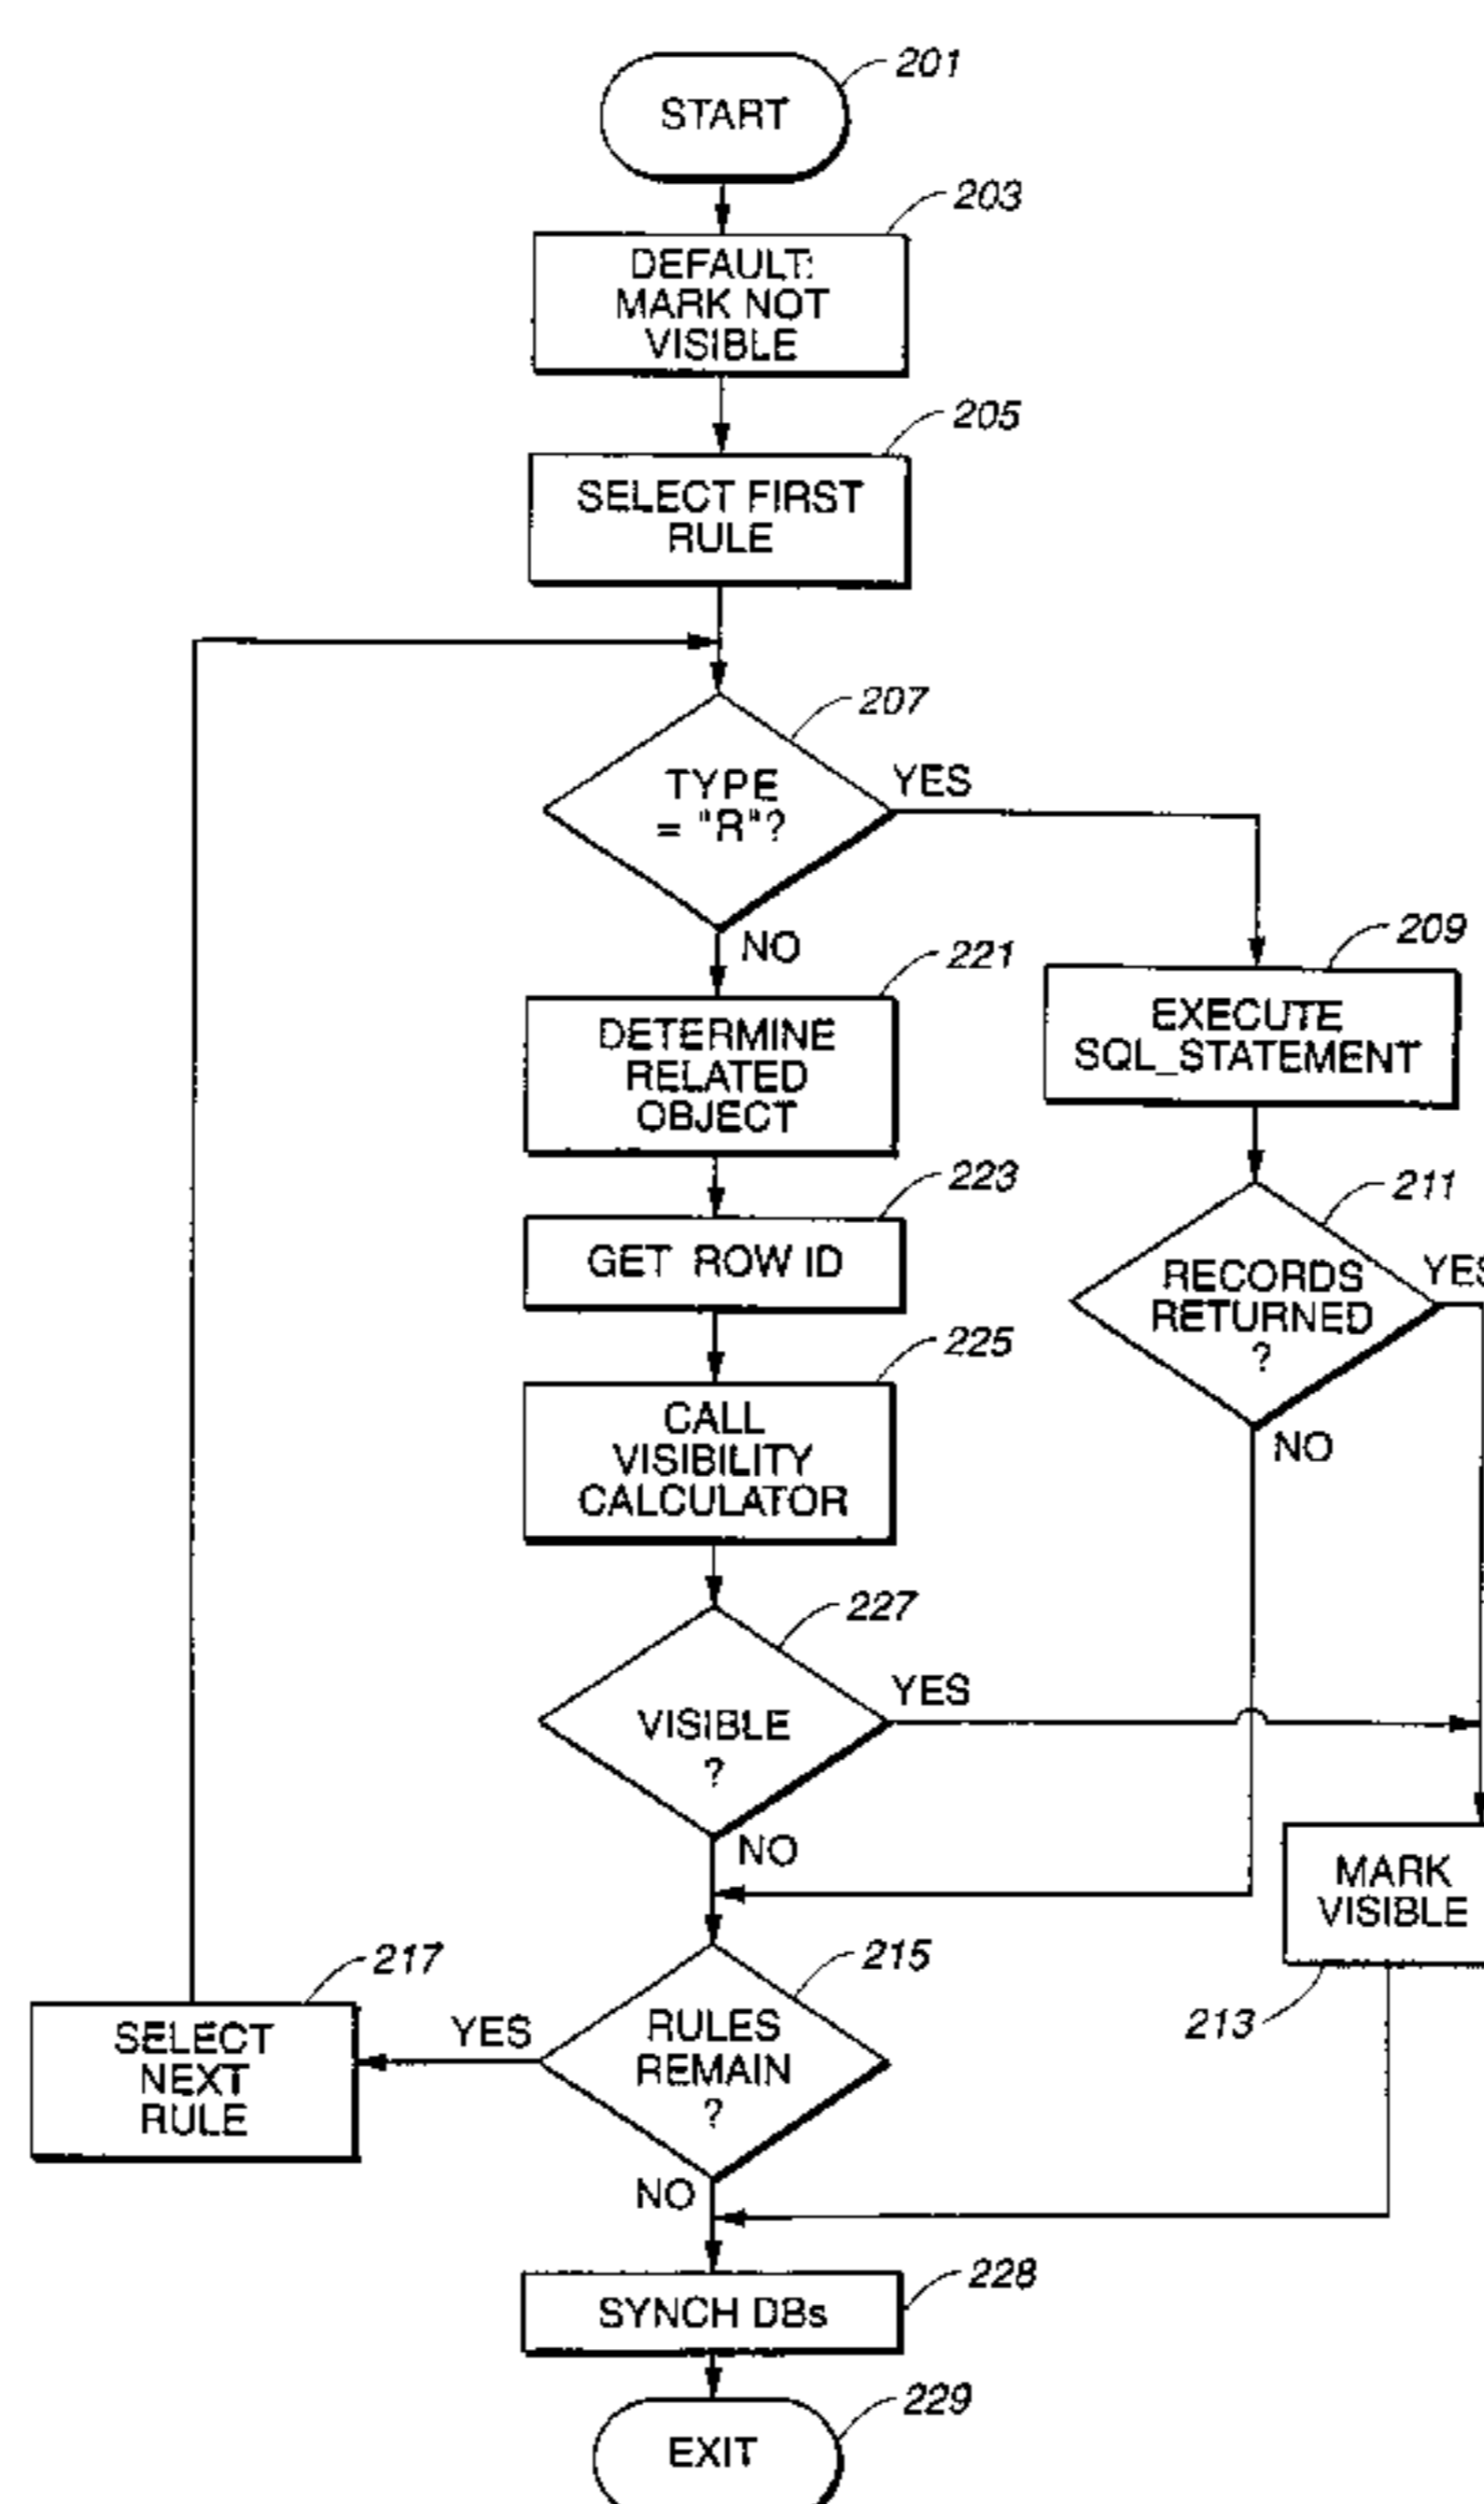 201
START
203
DEFAULT:
MARK NOT
VISIBLE
205
SELECT FIRST
RULE
207
TYPE
= "R"?
YES
NO
209
EXECUTE
SQL_STATEMENT
221
DETERMINE
RELATED
OBJECT
211
RECORDS
RETURNED
?
YES
NO
223
GET ROW ID
225
CALL
VISIBILITY
CALCULATOR
227
VISIBLE
?
YES
NO
MARK
VISIBLE
213
215
RULES
REMAIN
?
YES
NO
217
SELECT
NEXT
RULE
228
SYNCH DBs
229
EXIT